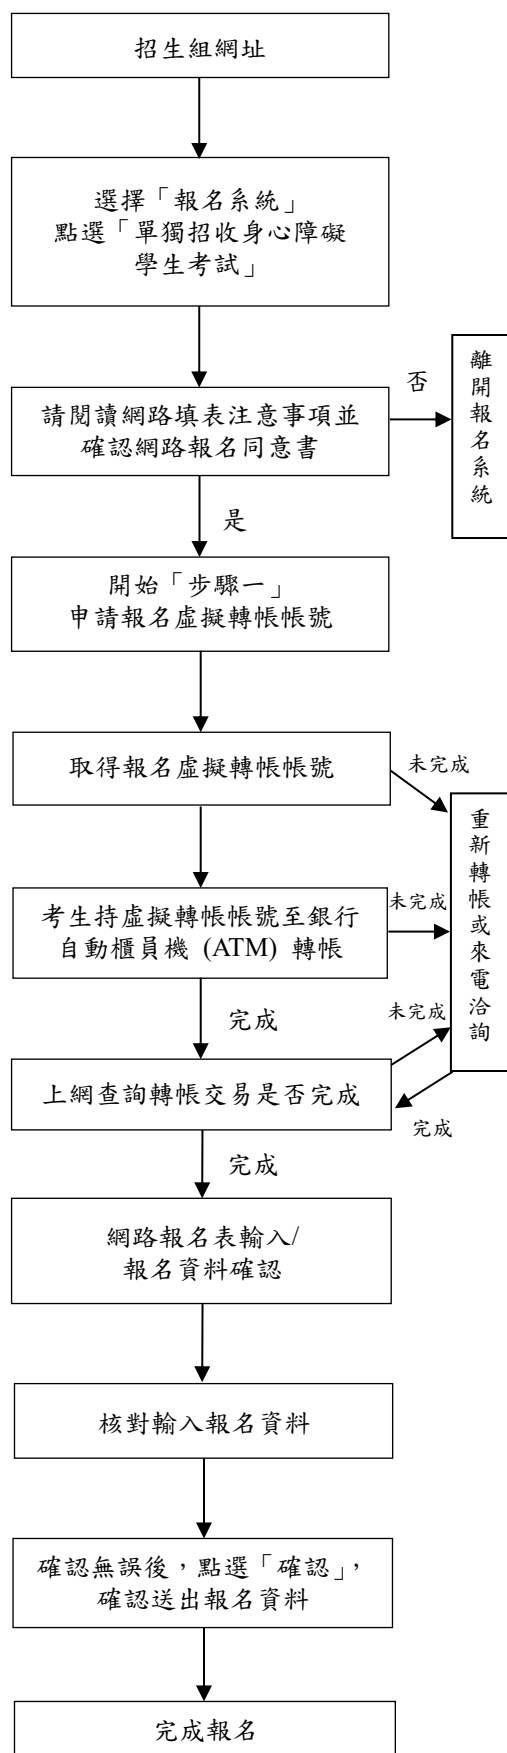 招生組網址
選擇「報名系統」
點選「單獨招收身心障礙
學生考試」
請閱讀網路填表注意事項並
確認網路報名同意書
否
離開報名系統
是
開始「步驟一」
申請報名虛擬轉帳帳號
取得報名虛擬轉帳帳號
未完成
重新轉帳或來電洽詢
考生持虛擬轉帳帳號至銀行
自動櫃員機 (ATM) 轉帳
未完成
完成
未完成
上網查詢轉帳交易是否完成
完成
完成
網路報名表輸入/
報名資料確認
核對輸入報名資料
確認無誤後，點選「確認」，
確認送出報名資料
完成報名